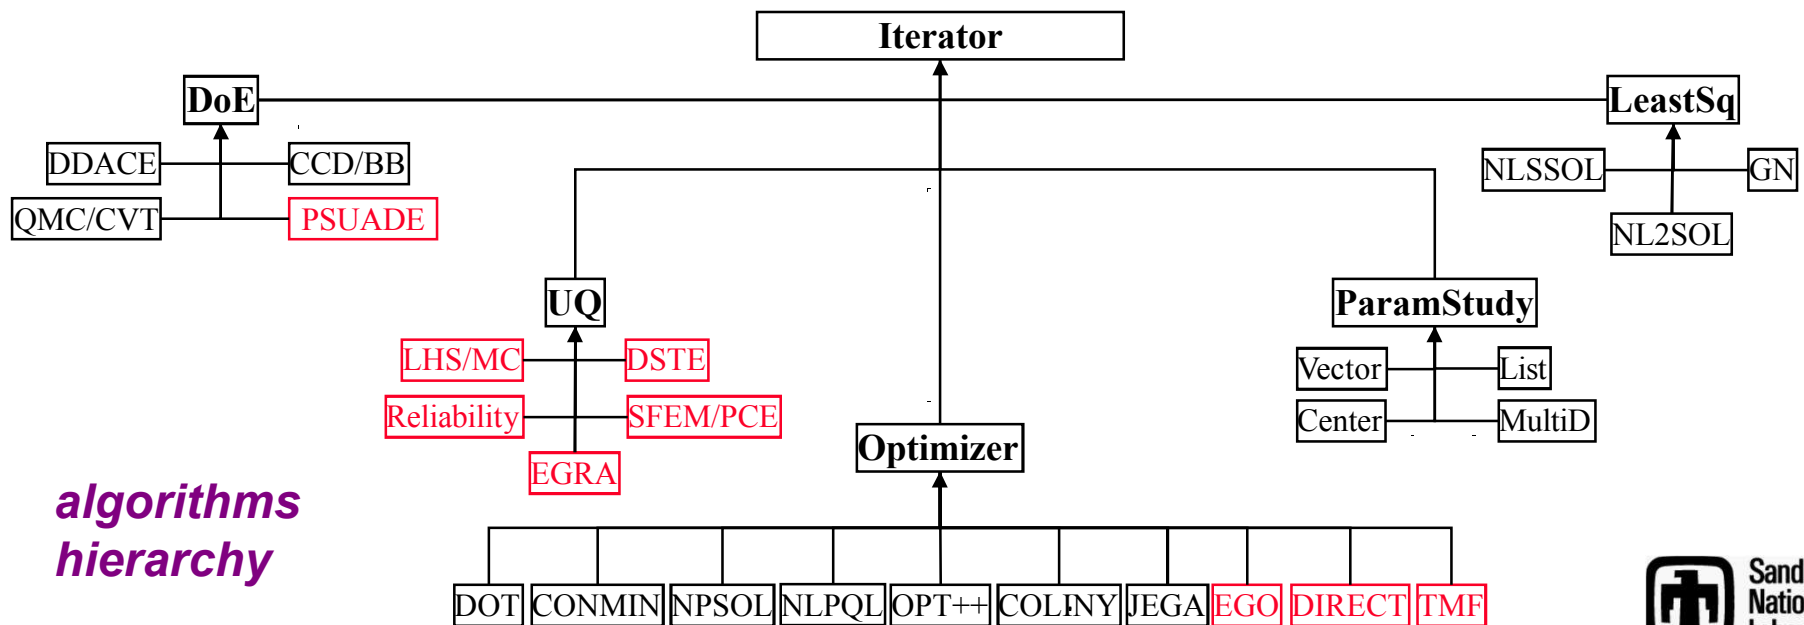 Iterator
DoE
LeastSq
DDACE
CCD/BB
NLSSOL
GN
QMC/CVT
PSUADE
NL2SOL
UQ
ParamStudy
LHS/MC
DSTE
Vector
List
Reliability
SFEM/PCE
Center
MultiD
Optimizer
EGRA
algorithms
hierarchy
DOT
CONMIN
NPSOL
NLPQL
OPT++
COLINY
JEGA
EGO
DIRECT
TMF
Sand
Natio